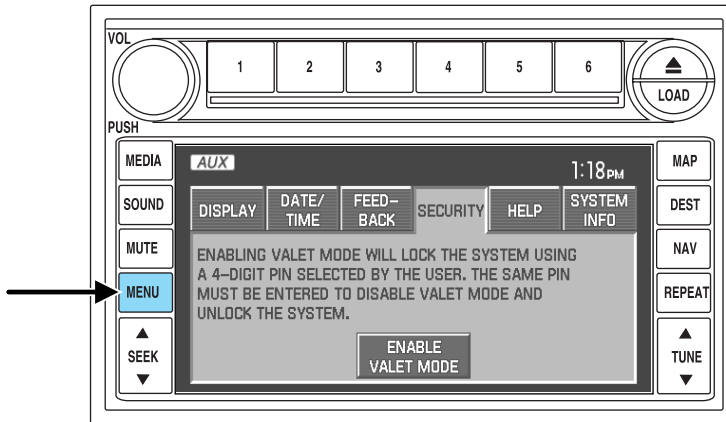 VOL
1 2 3 4 5 6
LOAD
PUSH
MEDIA
SOUND
MUTE
MENU
SEEK
AUX
1:18 PM
DISPLAY
DATE/
TIME
FEED-
BACK
SECURITY
HELP
SYSTEM
INFO
ENABLING VALET MODE WILL LOCK THE SYSTEM USING
A 4-DIGIT PIN SELECTED BY THE USER. THE SAME PIN
MUST BE ENTERED TO DISABLE VALET MODE AND
UNLOCK THE SYSTEM.
ENABLE
VALET MODE
MAP
DEST
NAV
REPEAT
TUNE